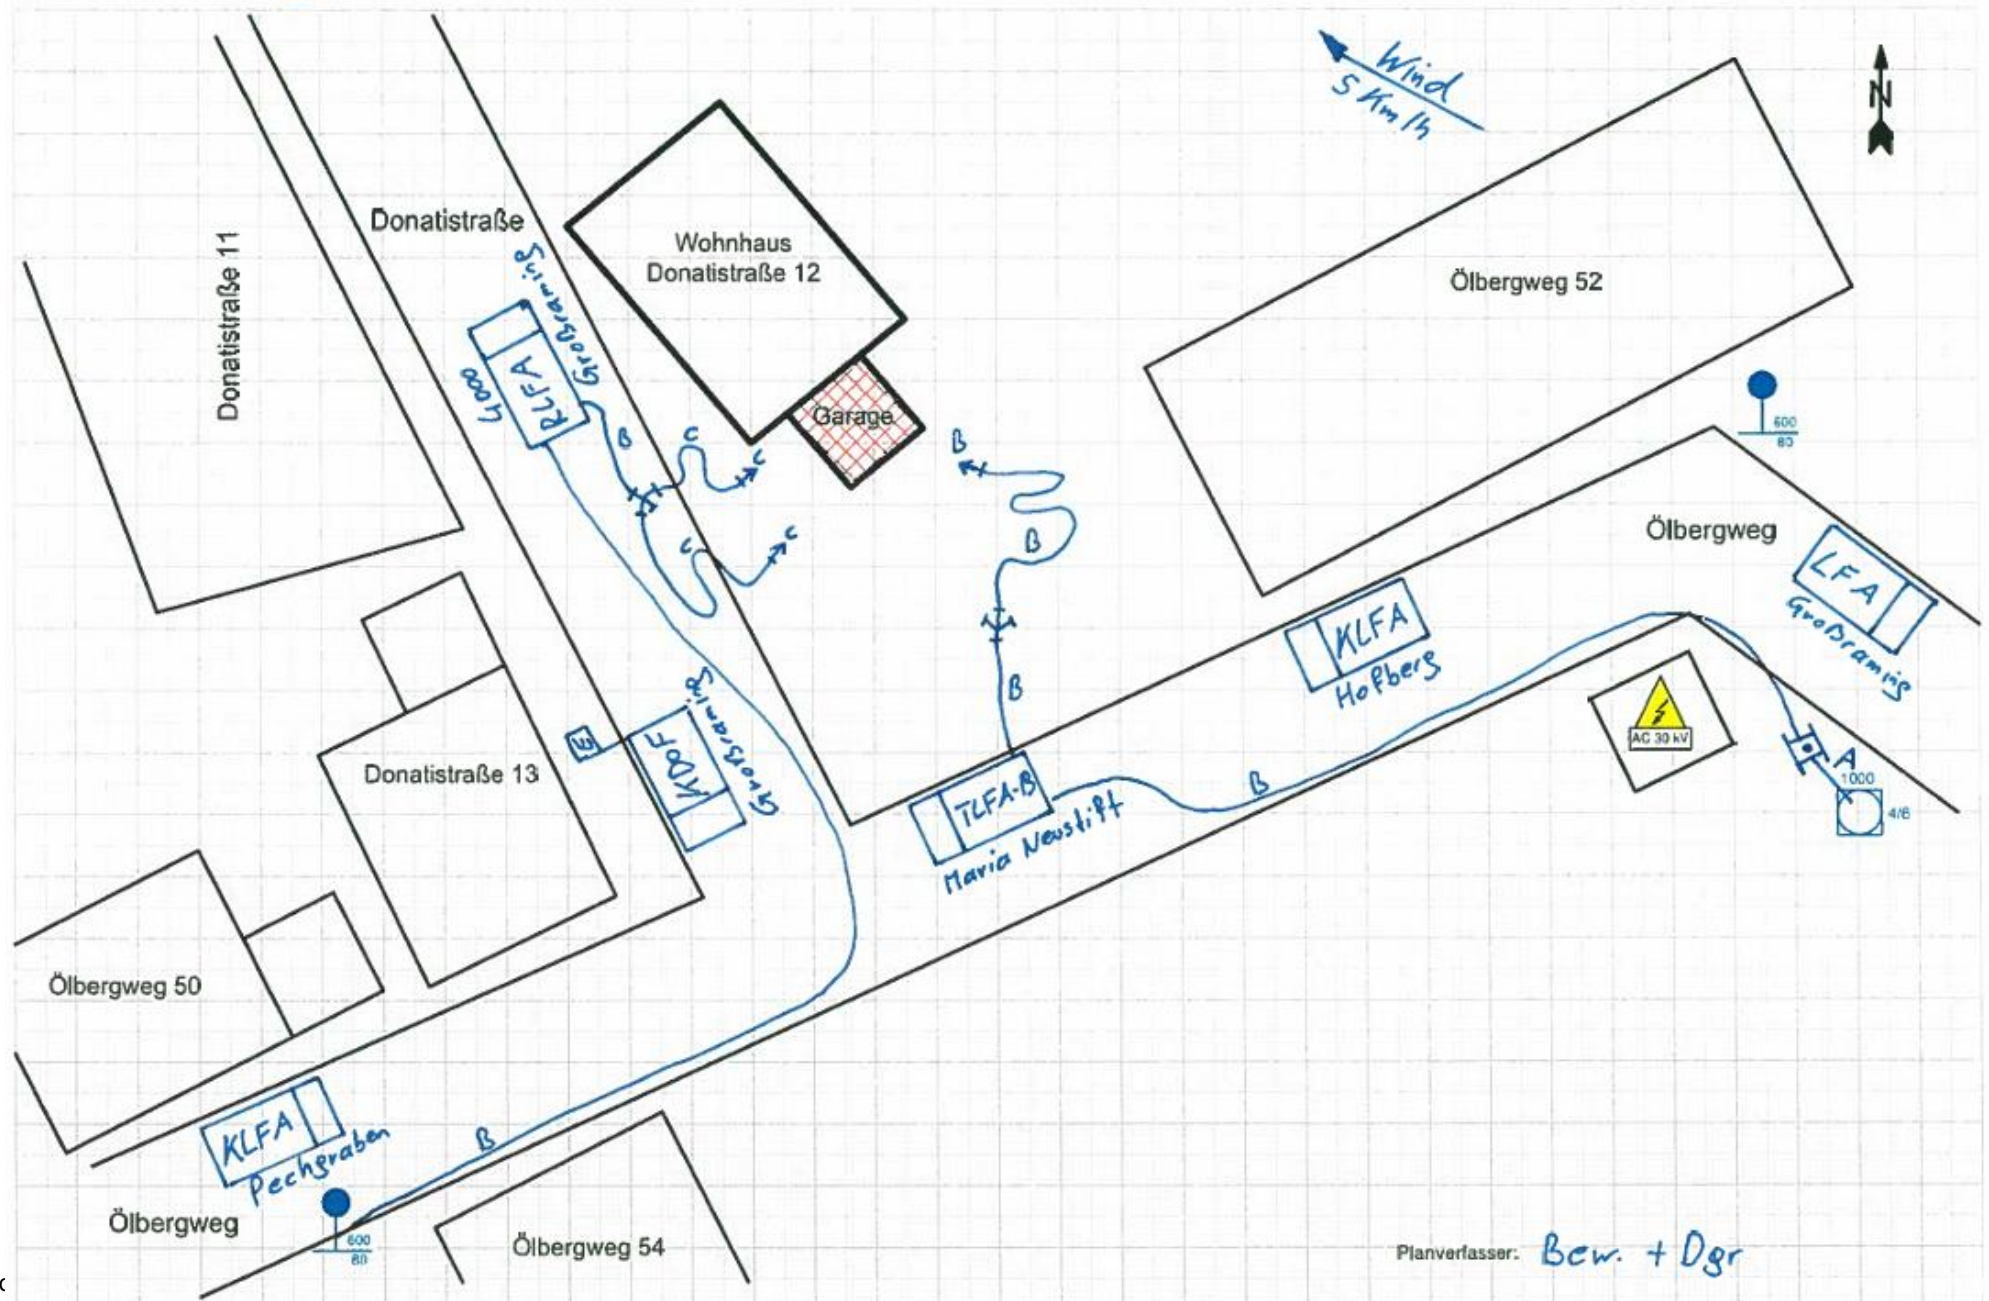 Wind
5 Km/h
N
Donatistraße
Donatistraße 11
Wohnhaus
Donatistraße 12
Ölbergweg 52
Großraming
RLFA
4000
Garage
600
80
B
C
C
B
C
C
B
Ölbergweg
LFA
Großraming
KLFA
Hofberg
B
AC 30 kV
A
1000
4/8
Großraming
KDOF
E
Donatistraße 13
TLFA-B
Maria Neustift
B
Ölbergweg 50
KLFA
Pechgraben
B
Ölbergweg
600
80
Ölbergweg 54
Planverfasser: Bew. + Dgr